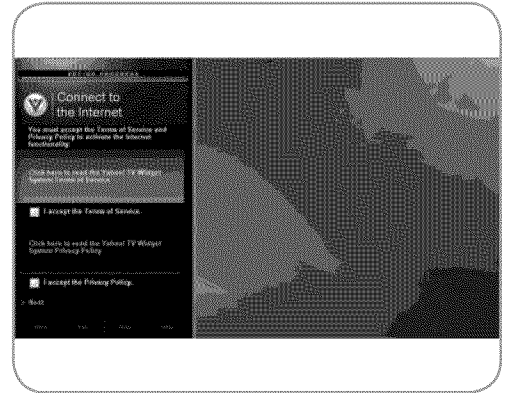 Connect to
the Internet
You must accept the Terms of Service and
Privacy Policy to activate the Internet
functionality.
Click here to read the Yahoo! TV Widget
System Terms of Service
I accept the Terms of Service.
Click here to read the Yahoo! TV Widget
System Privacy Policy
I accept the Privacy Policy.
> Next